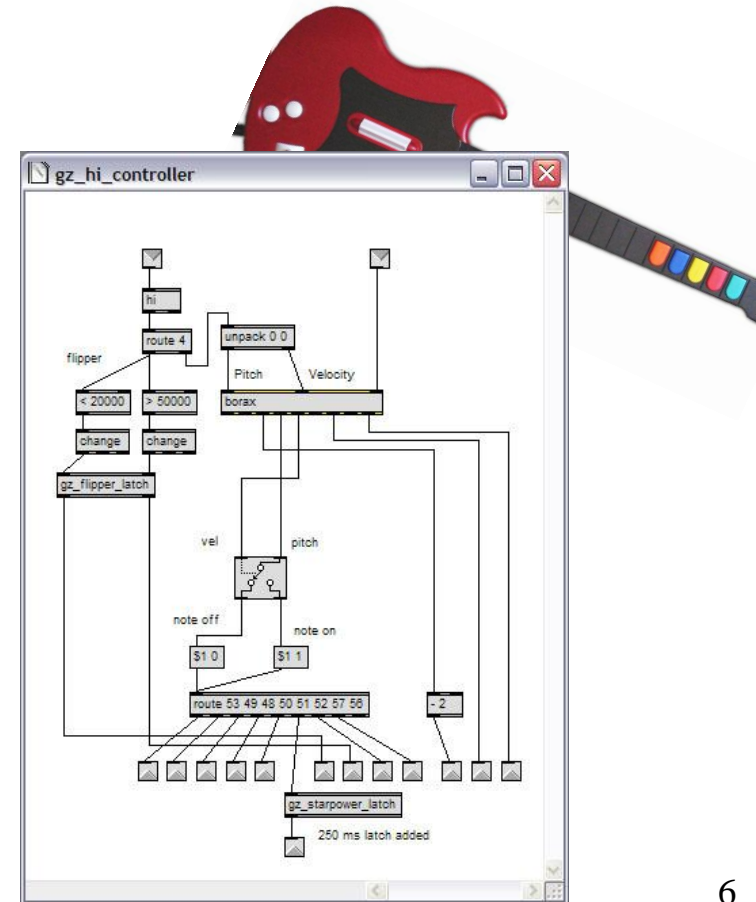 gz_hi_controller
hi
route 4
unpack 0 0
flipper
Pitch
Velocity
< 20000
> 50000
borax
change
change
gz_flipper_latch
vel
pitch
note off
note on
$1 0
$1 1
route 53 49 48 50 51 52 57 56
- 2
gz_starpower_latch
250 ms latch added
6